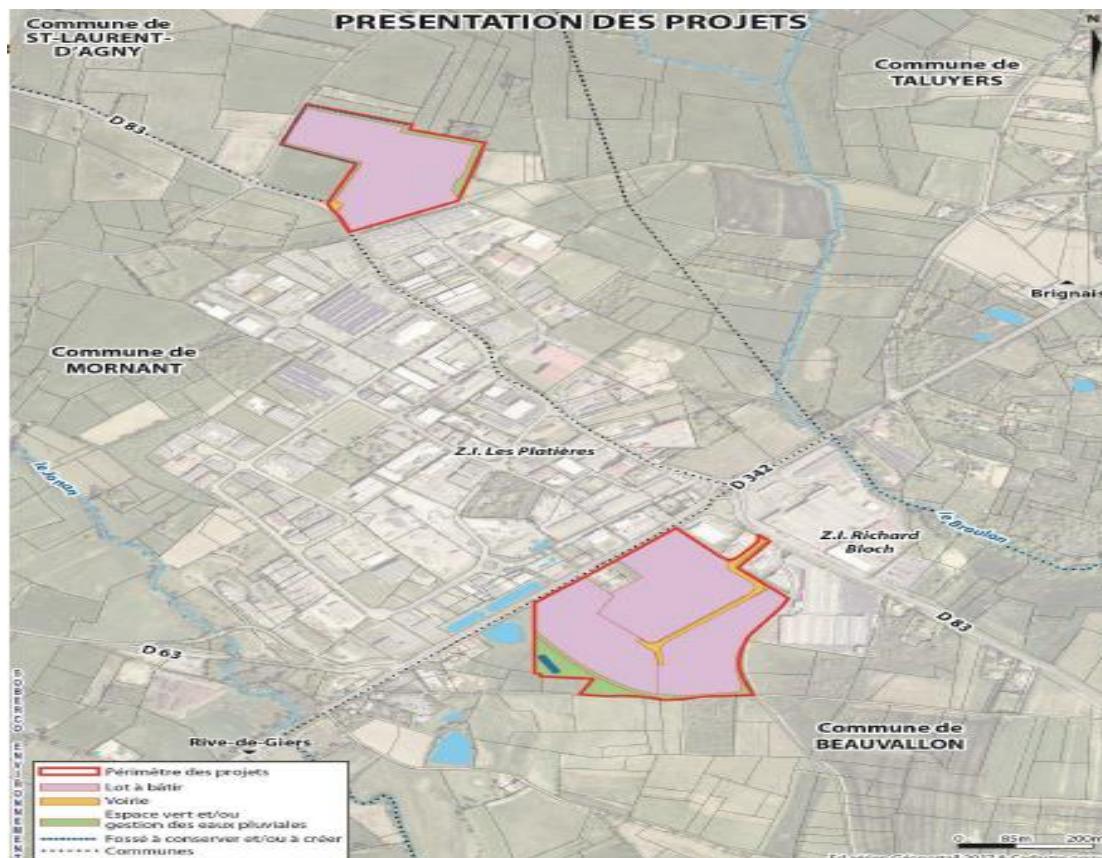 PRESENTATION DES PROJETS
N
Commune de
ST-LAURENT-
D'AGNY
Commune de
TALUYERS
D 83
Brignais
Commune de
MORNANT
Z.I. Les Platières
D 342
le Jonan
Z.I. Richard
Bloch
le Broulon
D 83
D 63
Commune de
BEAUVALLON
Rive-de-Giers
SOBERCO ENVIRONNEMENT
Périmètre des projets
Lot à bâtir
Voirie
Espace vert et/ou
gestion des eaux pluviales
Fossé à conserver et/ou à créer
Communes
0 85m 200m